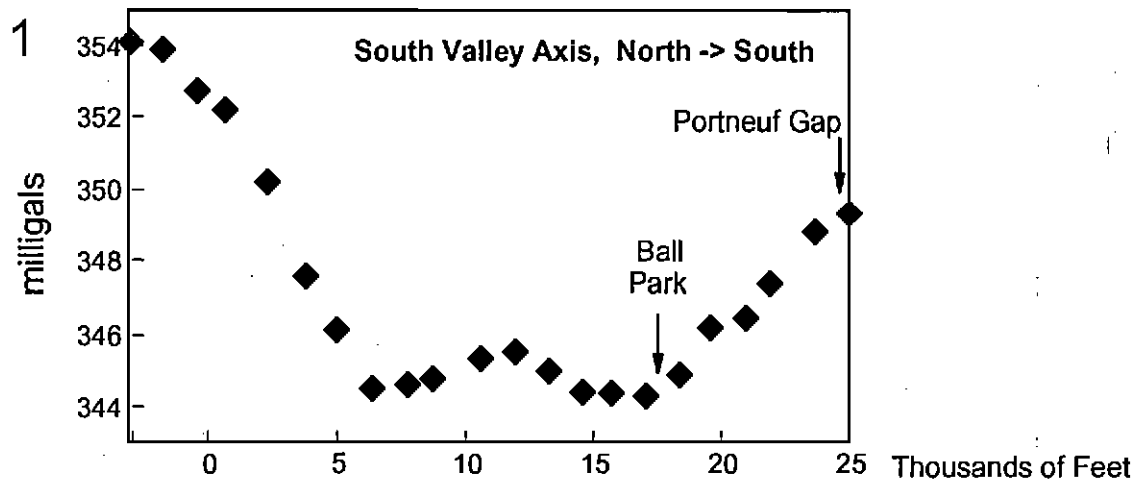 1
South Valley Axis, North -> South
Portneuf Gap
Ball
Park
milligals
354
352
350
348
346
344
0
5
10
15
20
25
Thousands of Feet